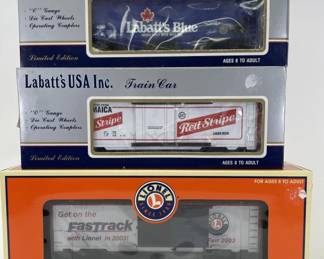 "O" Gauge
Die Cast Wheels
Operating Couplers
Labatt's Blue
Limited Edition
AGES 8 TO ADULT
Labatt's USA Inc. Train Car
"O" Gauge
Die Cast Wheels
Operating Couplers
MAICA
Stripe
Red Stripe
Limited Edition
AGES 8 TO ADULT
LIONEL
FOR AGES 8 TO ADULT
Get on the
FasTrack
with Lionel in 2003!
LIONEL
Fair 2003